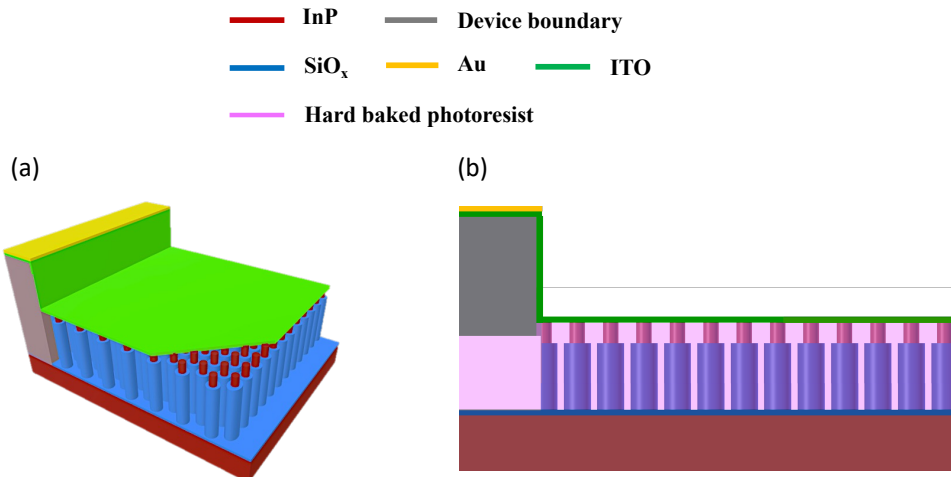 InP Device boundary
SiOx Au ITO
Hard baked photoresist
(a) (b)